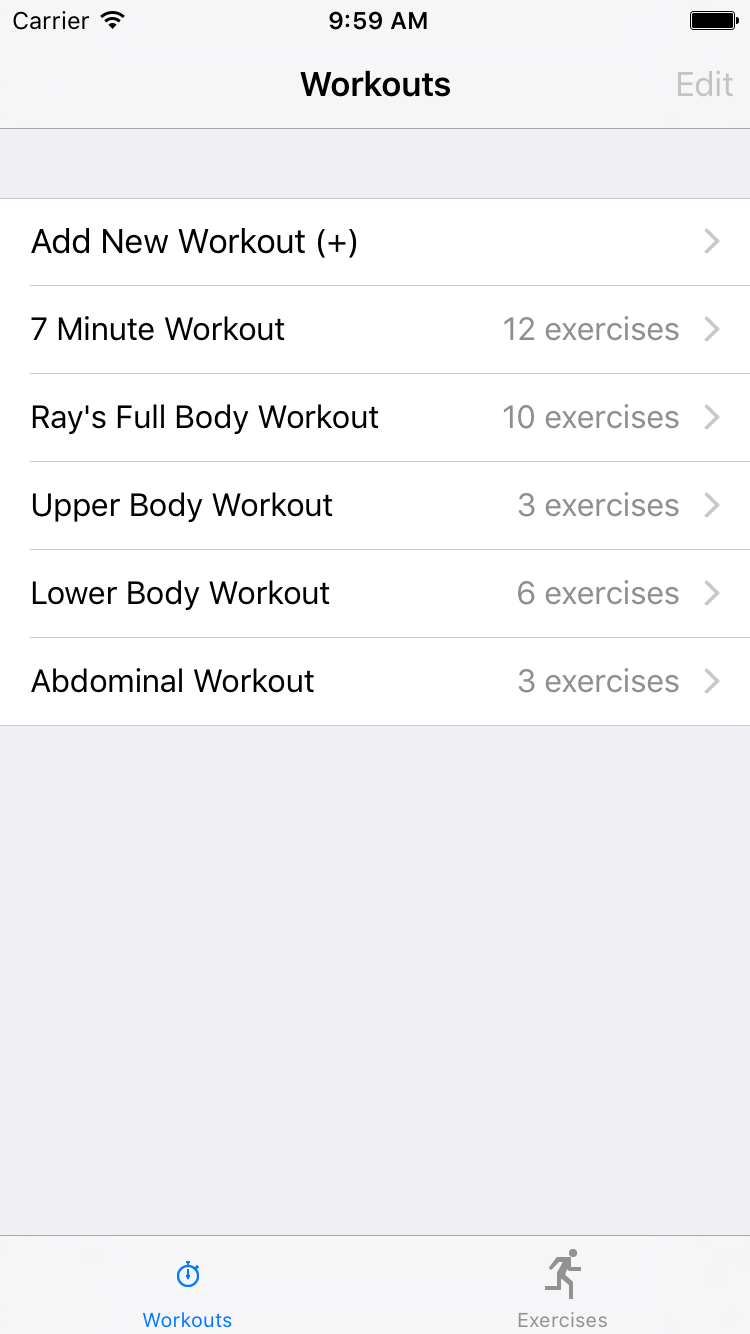 Carrier 9:59 AM
Workouts Edit
Add New Workout (+)
7 Minute Workout 12 exercises
Ray's Full Body Workout 10 exercises
Upper Body Workout 3 exercises
Lower Body Workout 6 exercises
Abdominal Workout 3 exercises
Workouts Exercises